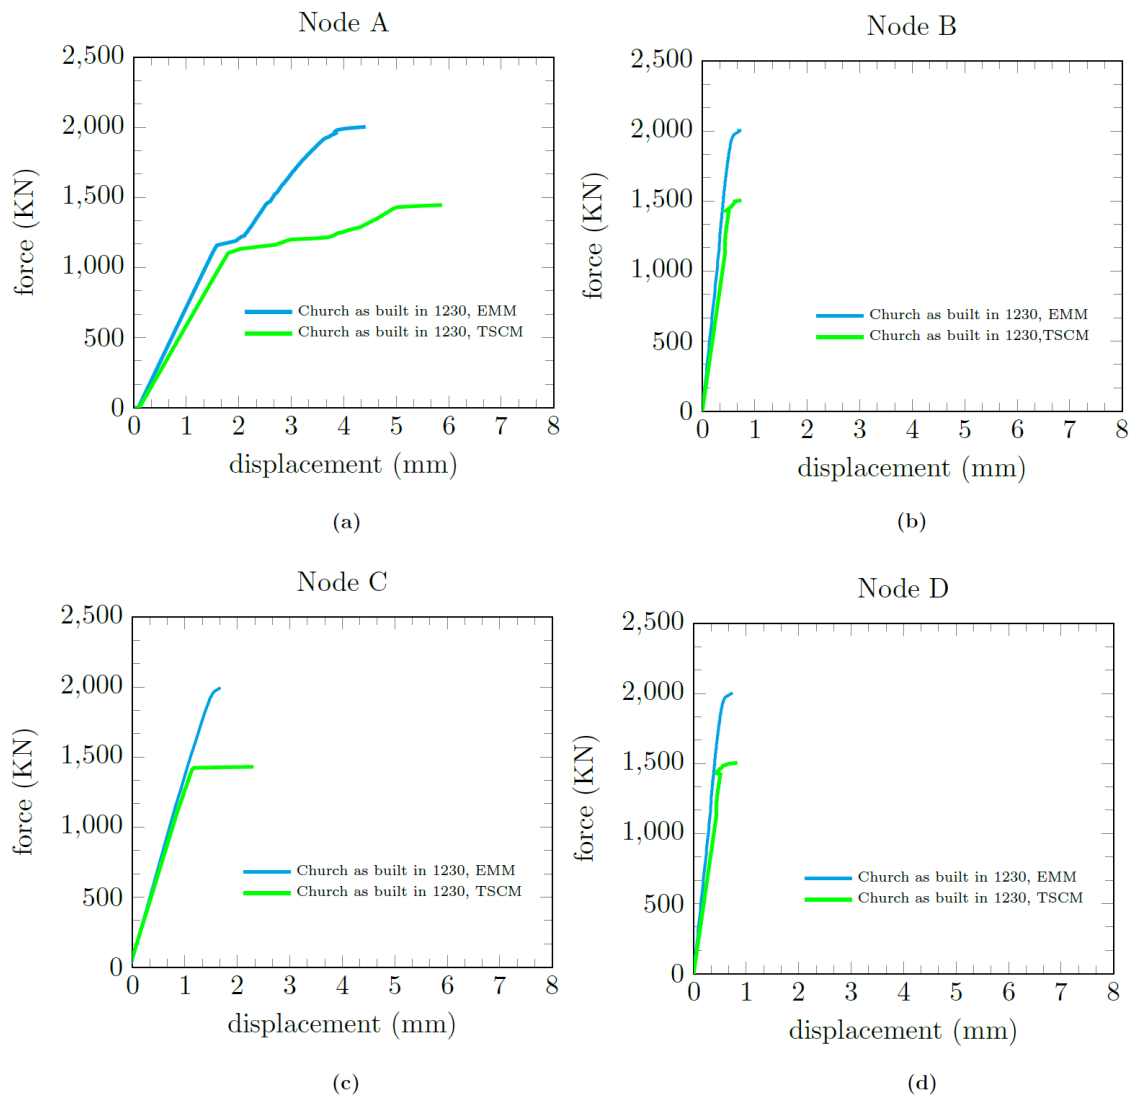 Node A
2,500
2,000
1,500
1,000
500
0
force (KN)
Church as built in 1230, EMM
Church as built in 1230, TSCM
0 1 2 3 4 5 6 7 8
displacement (mm)
(a)
Node B
2,500
2,000
1,500
1,000
500
0
force (KN)
Church as built in 1230, EMM
Church as built in 1230,TSCM
0 1 2 3 4 5 6 7 8
displacement (mm)
(b)
Node C
2,500
2,000
1,500
1,000
500
0
force (KN)
Church as built in 1230, EMM
Church as built in 1230, TSCM
0 1 2 3 4 5 6 7 8
displacement (mm)
(c)
Node D
2,500
2,000
1,500
1,000
500
0
force (KN)
Church as built in 1230, EMM
Church as built in 1230, TSCM
0 1 2 3 4 5 6 7 8
displacement (mm)
(d)